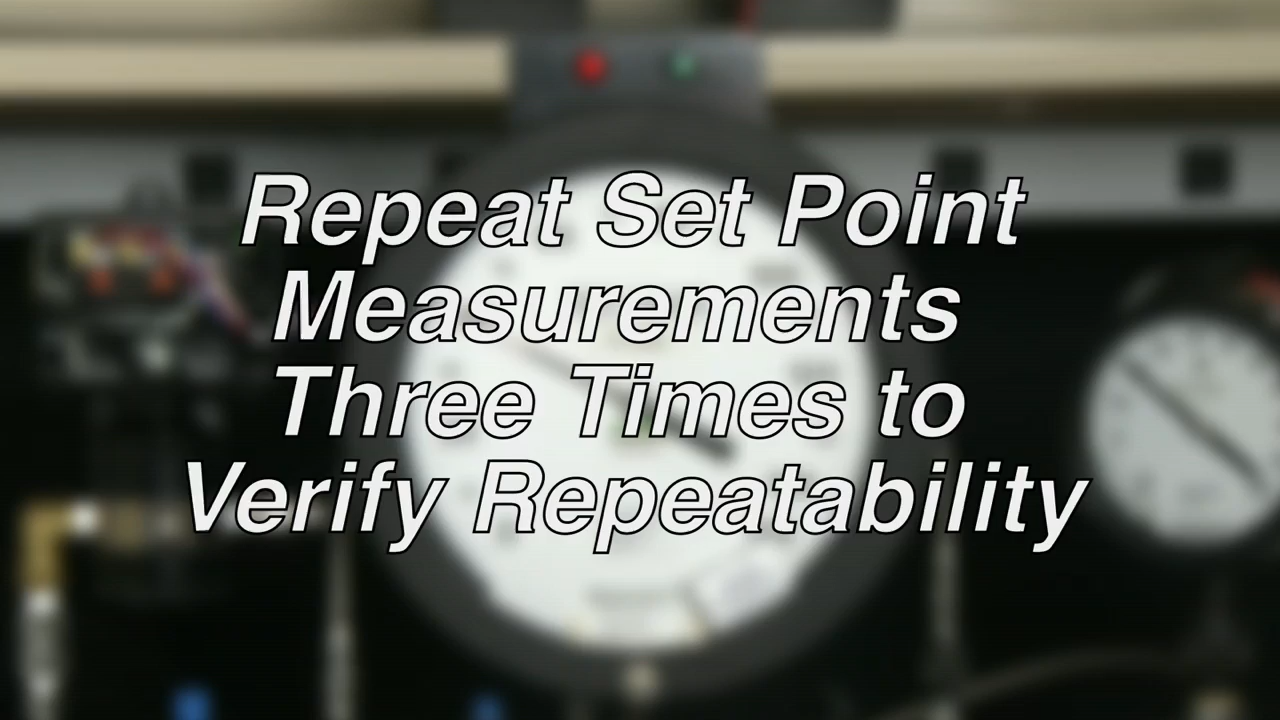 Repeat Set Point
Measurements
Three Times to
Verify Repeatability